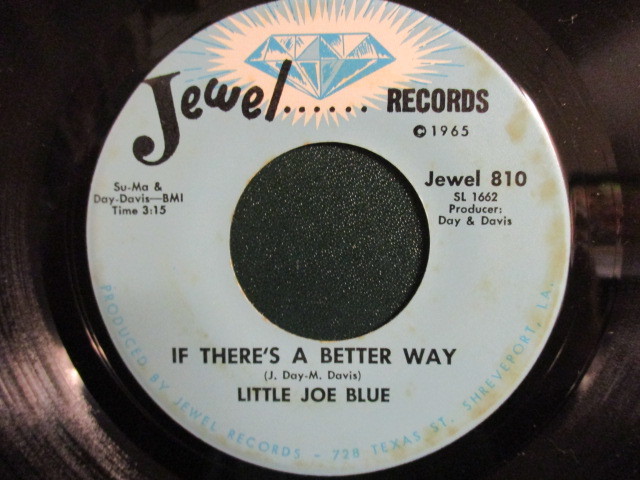 Jewel...... RECORDS
©1965
Su-Ma &
Day-Davis—BMI
Time 3:15
Jewel 810
SL 1662
Producer:
Day & Davis
IF THERE'S A BETTER WAY
(J. Day-M. Davis)
LITTLE JOE BLUE
PRODUCED BY JEWEL RECORDS - 728 TEXAS ST. SHREVEPORT, LA.